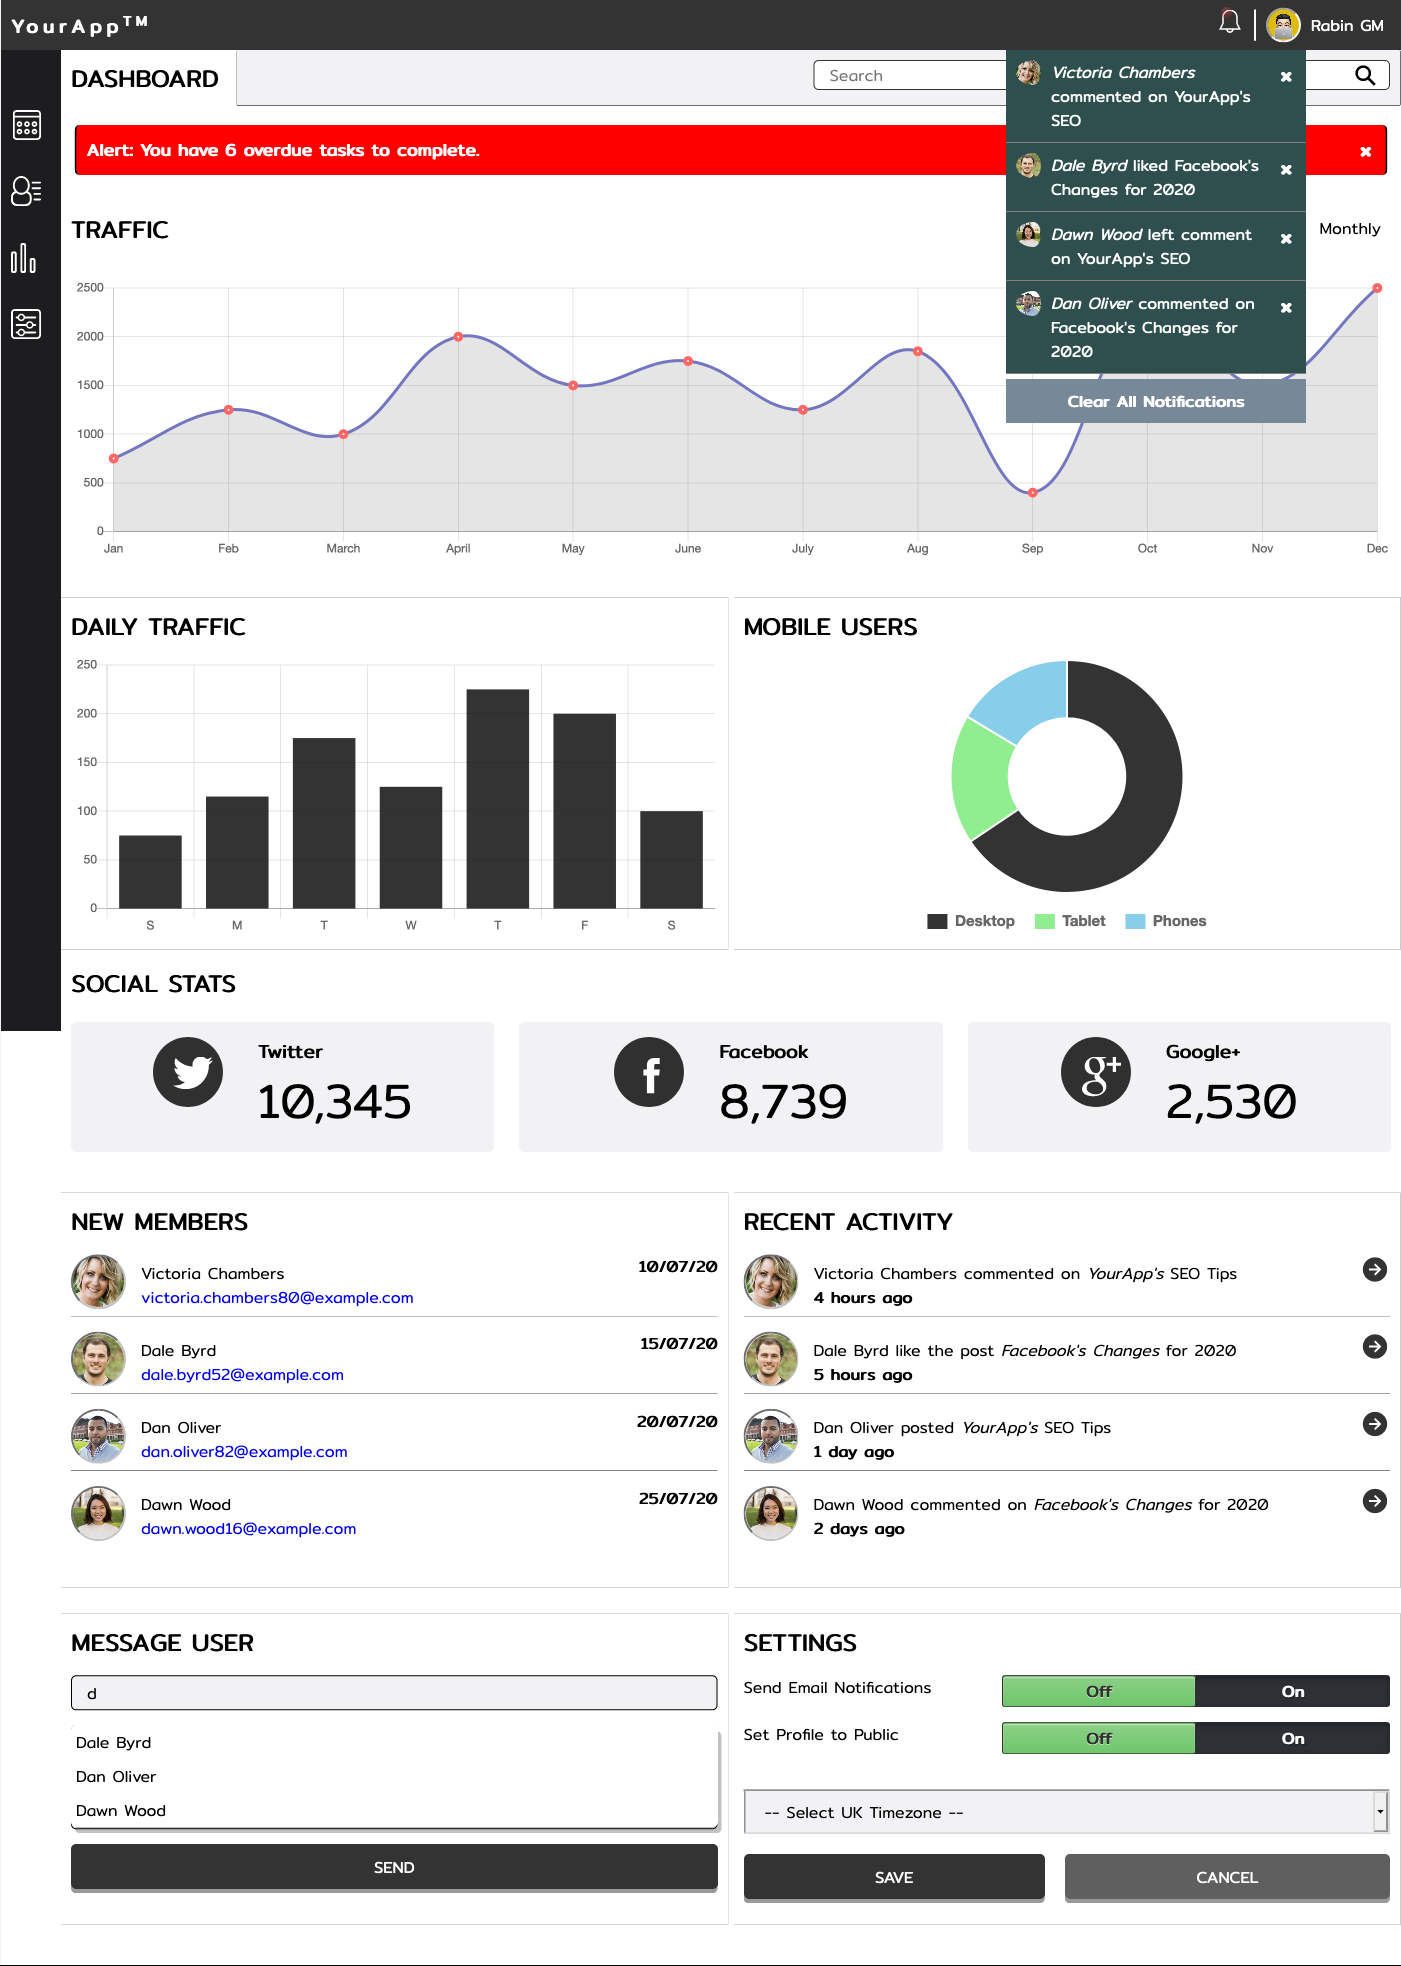 YourApp™
Rabin GM
DASHBOARD
Search
Victoria Chambers
commented on YourApp's
SEO
Dale Byrd liked Facebook's
Changes for 2020
Dawn Wood left comment
on YourApp's SEO
Dan Oliver commented on
Facebook's Changes for
2020
Clear All Notifications
Alert: You have 6 overdue tasks to complete.
TRAFFIC
Monthly
2500
2000
1500
1000
500
0
Jan Feb March April May June July Aug Sep Oct Nov Dec
DAILY TRAFFIC
250
200
150
100
50
0
S M T W T F S
MOBILE USERS
Desktop Tablet Phones
SOCIAL STATS
Twitter
10,345
Facebook
8,739
Google+
2,530
NEW MEMBERS
Victoria Chambers
victoria.chambers80@example.com
10/07/20
Dale Byrd
dale.byrd52@example.com
15/07/20
Dan Oliver
dan.oliver82@example.com
20/07/20
Dawn Wood
dawn.wood16@example.com
25/07/20
RECENT ACTIVITY
Victoria Chambers commented on YourApp's SEO Tips
4 hours ago
Dale Byrd like the post Facebook's Changes for 2020
5 hours ago
Dan Oliver posted YourApp's SEO Tips
1 day ago
Dawn Wood commented on Facebook's Changes for 2020
2 days ago
MESSAGE USER
d
Dale Byrd
Dan Oliver
Dawn Wood
SEND
SETTINGS
Send Email Notifications
Off On
Set Profile to Public
Off On
-- Select UK Timezone --
SAVE
CANCEL